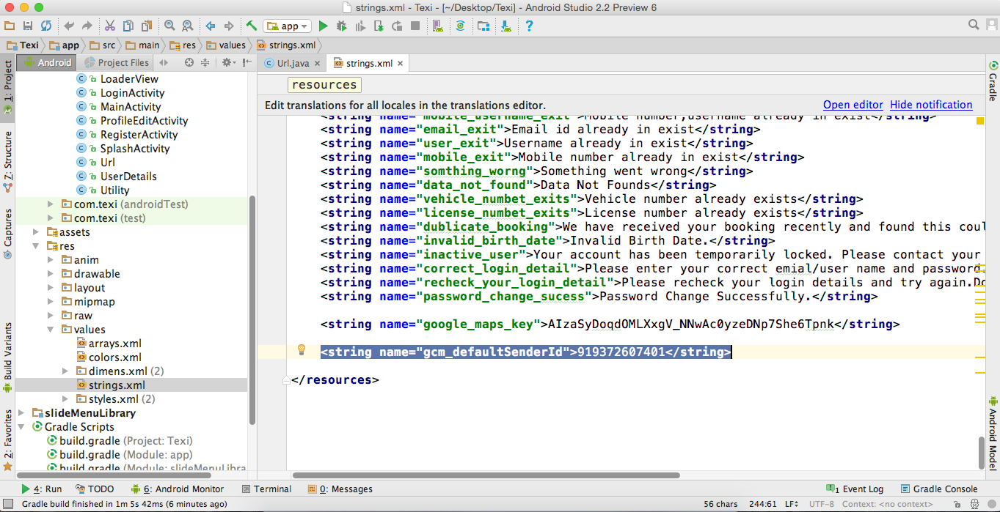 strings.xml - Texi - [~/Desktop/Texi] - Android Studio 2.2 Preview 6
app
Texi app src main res values strings.xml
Android Project Files
Url.java strings.xml
1: Project
Z: Structure
Captures
Build Variants
2: Favorites
LoaderView
LoginActivity
MainActivity
ProfileEditActivity
RegisterActivity
SplashActivity
Url
UserDetails
Utility
com.texi (androidTest)
com.texi (test)
assets
res
anim
drawable
layout
mipmap
raw
values
arrays.xml
colors.xml
dimens.xml (2)
strings.xml
styles.xml (2)
slideMenuLibrary
Gradle Scripts
build.gradle (Project: Texi)
build.gradle (Module: app)
build.gradle (Module: slideMenuLibra
resources
Edit translations for all locales in the translations editor. Open editor Hide notification
<string name="mobile_username_exit">Mobile number,username already in exist</string>
<string name="email_exit">Email id already in exist</string>
<string name="user_exit">Username already in exist</string>
<string name="mobile_exit">Mobile number already in exist</string>
<string name="somthing_worng">Something went wrong</string>
<string name="data_not_found">Data Not Founds</string>
<string name="vehicle_numbet_exits">Vehicle number already exists</string>
<string name="license_numbet_exits">License number already exists</string>
<string name="dublicate_booking">We have received your booking recently and found this coul
<string name="invalid_birth_date">Invalid Birth Date.</string>
<string name="inactive_user">Your account has been temporarily locked. Please contact your
<string name="correct_login_detail">Please enter your correct emial/user name and password.
<string name="recheck_your_login_detail">Please recheck your login details and try again.Do
<string name="password_change_sucess">Password Change Successfully.</string>
<string name="google_maps_key">AIzaSyDoqdOMLXxgV_NNwAc0yzeDNp7She6Tpnk</string>
<string name="gcm_defaultSenderId">919372607401</string>
</resources>
Gradle
Android Model
4: Run TODO 6: Android Monitor Terminal 0: Messages 1 Event Log Gradle Console
Gradle build finished in 1m 5s 42ms (6 minutes ago) 56 chars 244:61 LF UTF-8 Context: <no context>